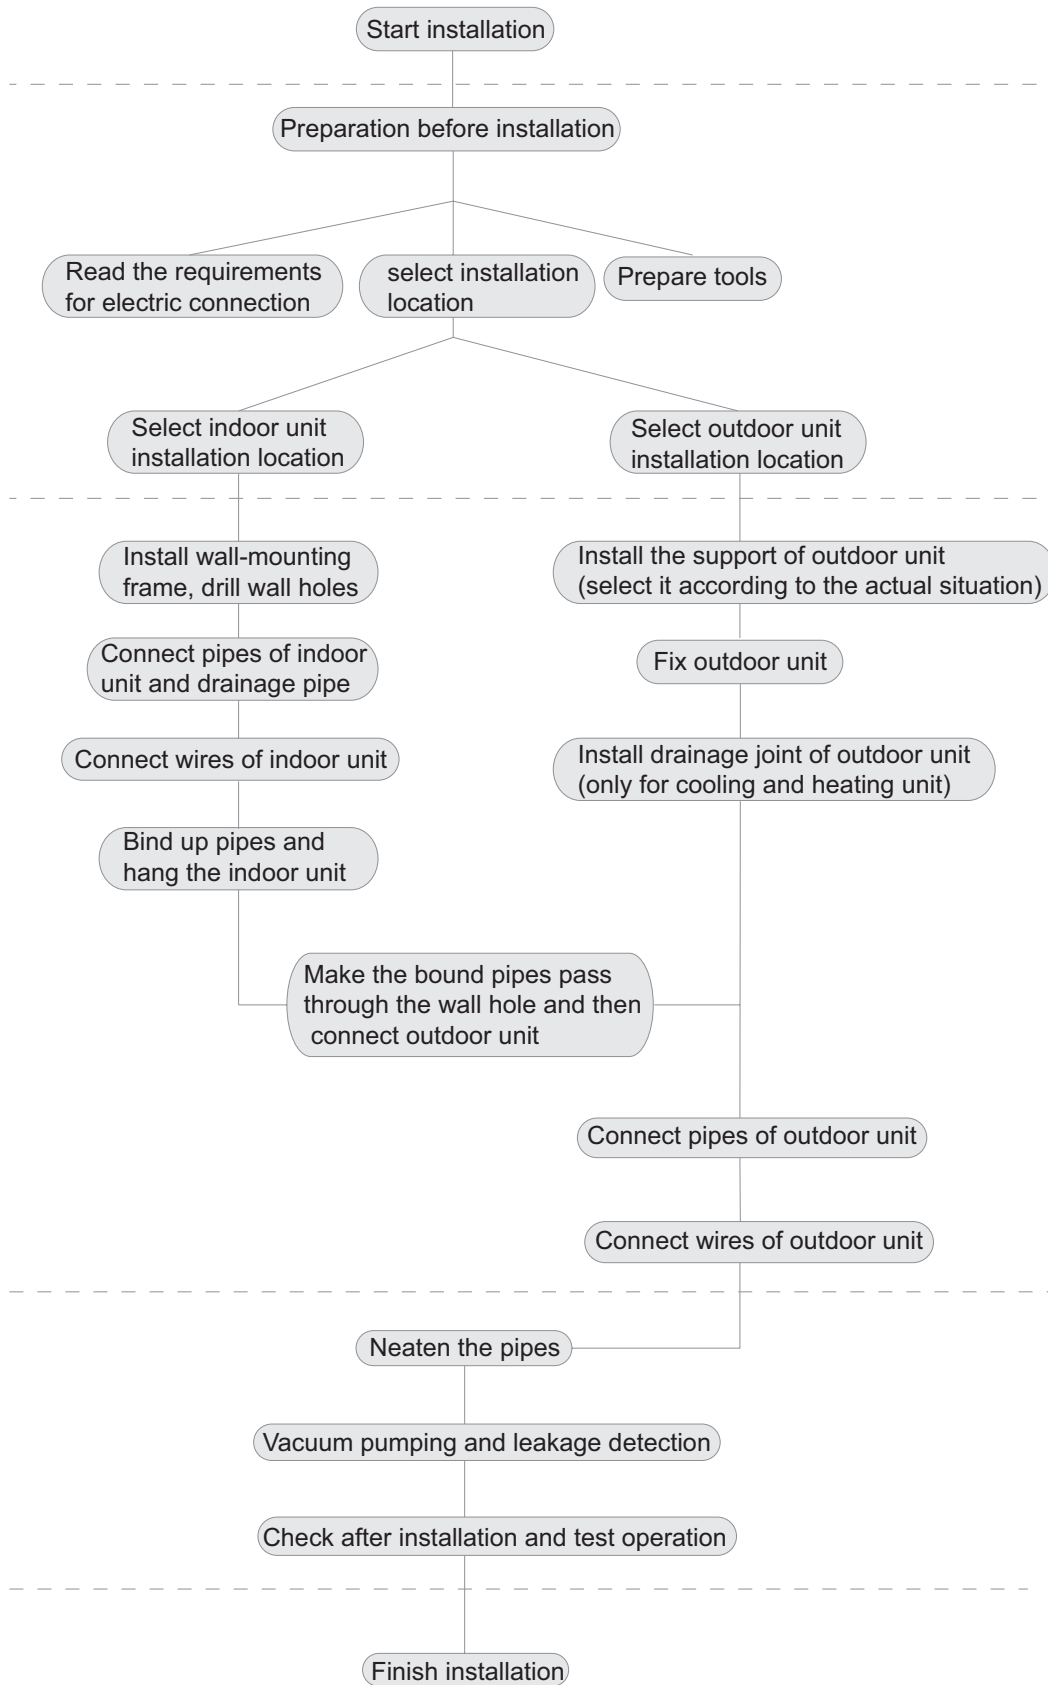 Start installation
Preparation before installation
Read the requirements
for electric connection
select installation
location
Prepare tools
Select indoor unit
installation location
Select outdoor unit
installation location
Install wall-mounting
frame, drill wall holes
Install the support of outdoor unit
(select it according to the actual situation)
Connect pipes of indoor
unit and drainage pipe
Fix outdoor unit
Connect wires of indoor unit
Install drainage joint of outdoor unit
(only for cooling and heating unit)
Bind up pipes and
hang the indoor unit
Make the bound pipes pass
through the wall hole and then
connect outdoor unit
Connect pipes of outdoor unit
Connect wires of outdoor unit
Neaten the pipes
Vacuum pumping and leakage detection
Check after installation and test operation
Finish installation